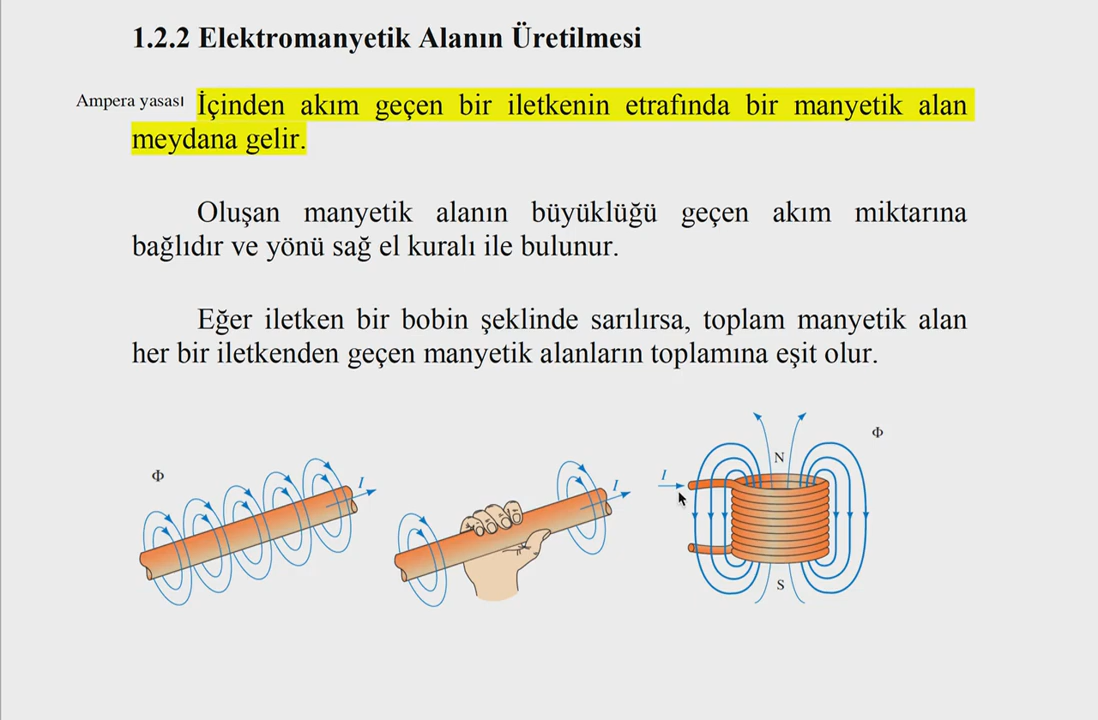 1.2.2 Elektromanyetik Alanın Üretilmesi
Ampera yasası İçinden akım geçen bir iletkenin etrafında bir manyetik alan
meydana gelir.
Oluşan manyetik alanın büyüklüğü geçen akım miktarına
bağlıdır ve yönü sağ el kuralı ile bulunur.
Eğer iletken bir bobin şeklinde sarılırsa, toplam manyetik alan
her bir iletkenden geçen manyetik alanların toplamına eşit olur.
Φ
I
I
I
N
Φ
S